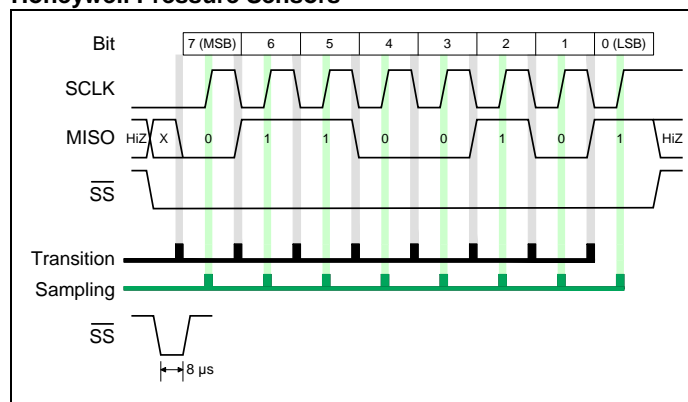 Honeywell Pressure Sensors
Bit 7 (MSB) 6 5 4 3 2 1 0 (LSB)
SCLK
MISO HiZ X 0 1 1 0 0 1 0 1 HiZ
SS
Transition
Sampling
SS
8 µs